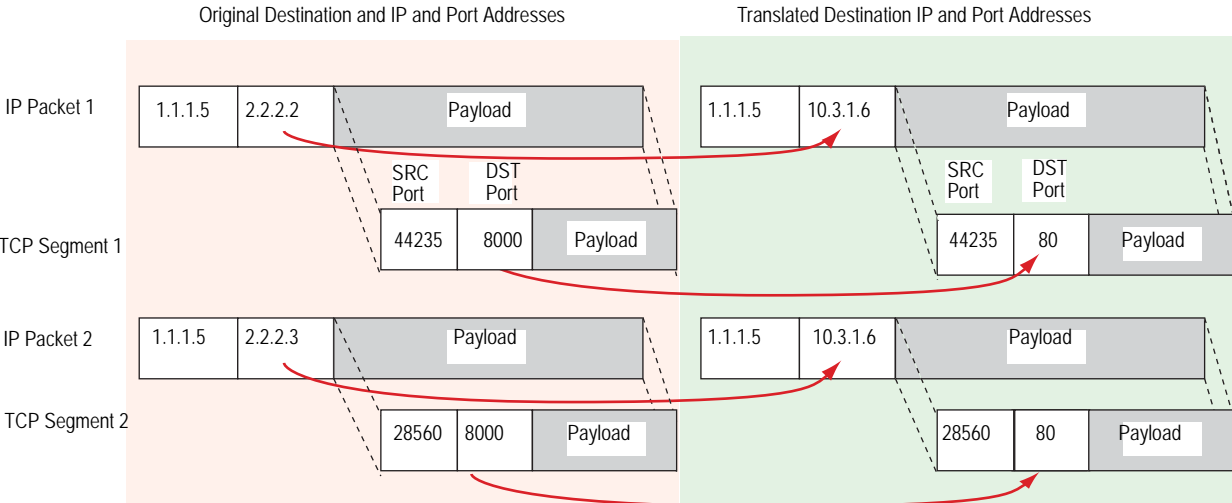 Original Destination and IP and Port Addresses
Translated Destination IP and Port Addresses
IP Packet 1
1.1.1.5 2.2.2.2 Payload
1.1.1.5 10.3.1.6 Payload
SRC Port
DST Port
SRC Port
DST Port
TCP Segment 1
44235 8000 Payload
44235 80 Payload
IP Packet 2
1.1.1.5 2.2.2.3 Payload
1.1.1.5 10.3.1.6 Payload
TCP Segment 2
28560 8000 Payload
28560 80 Payload